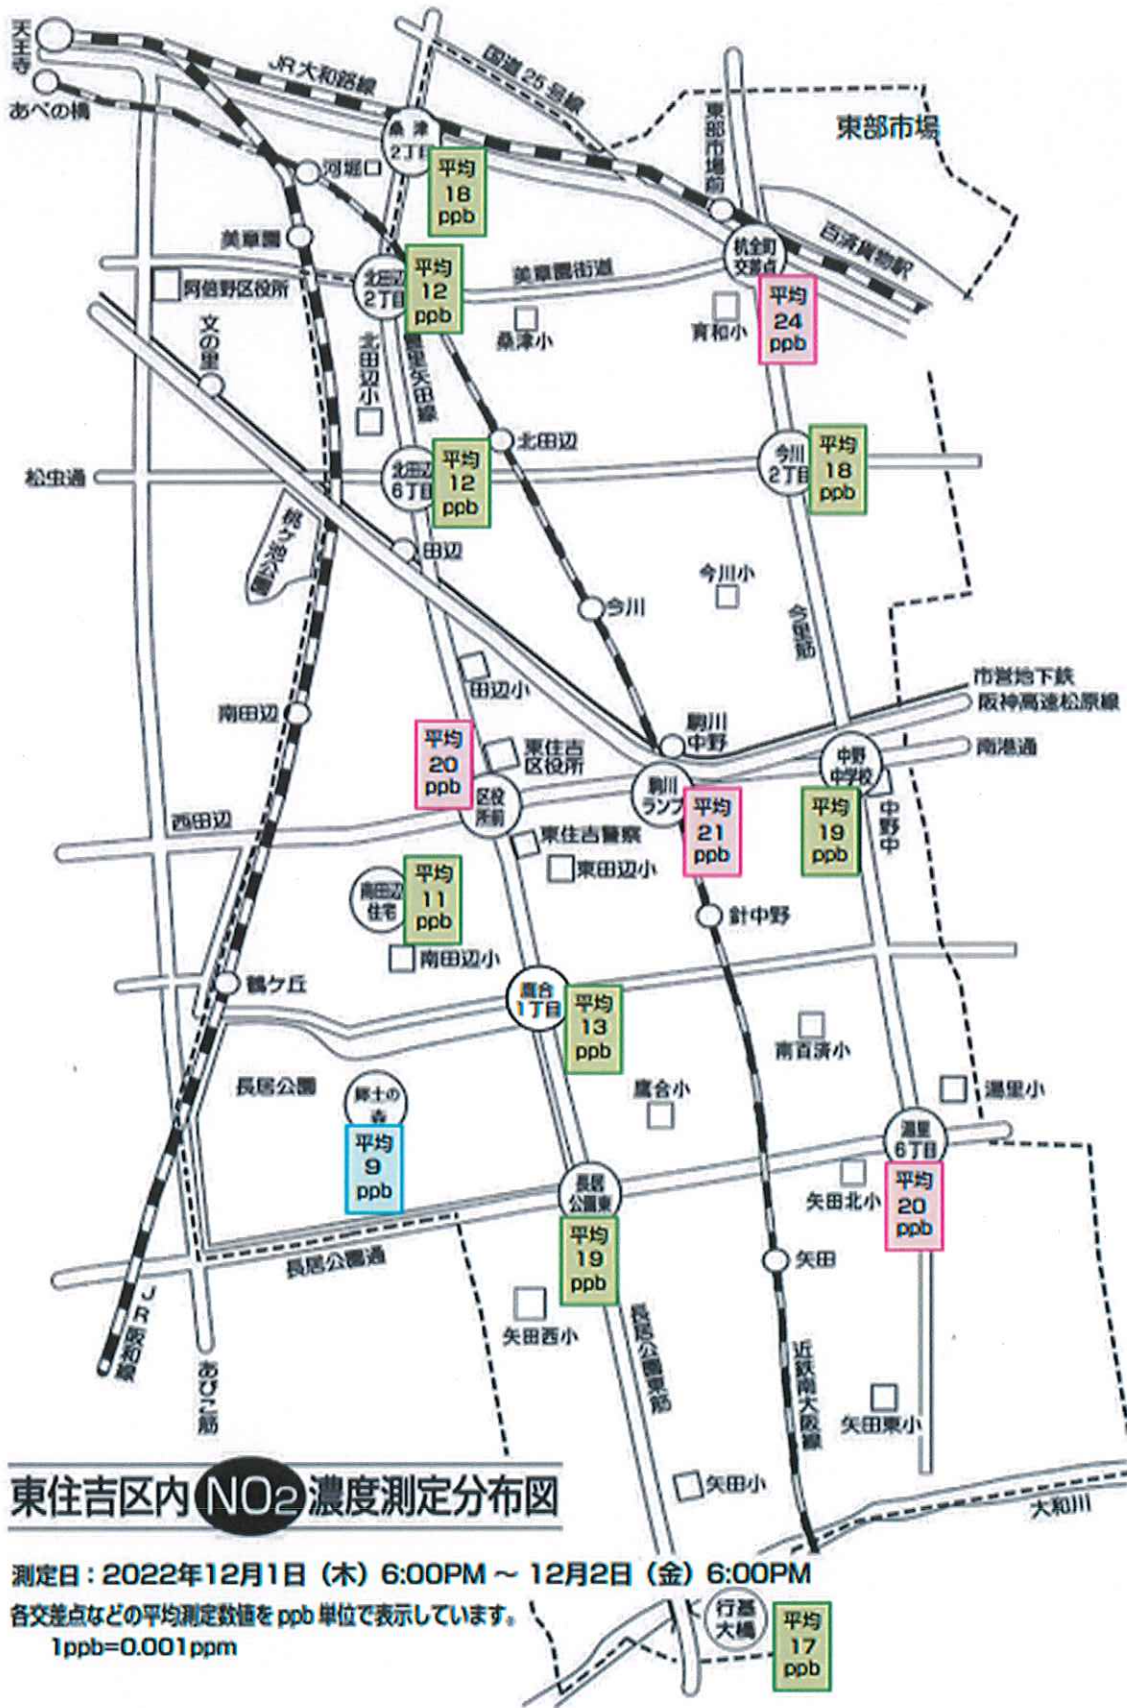 天王寺
あべの橋
JR大和路線
国道25号線
東部市場前
東部市場
桑津
2丁目
平均
18
ppb
河堀口
美章園
杭全町
交差点
百済貨物駅
平均
24
ppb
阿倍野区役所
北田辺
2丁目
平均
12
ppb
美章園街道
桑津小
育和小
文の里
北田辺小
豊里矢田線
北田辺
松虫通
北田辺
6丁目
平均
12
ppb
今川
2丁目
平均
18
ppb
桃ケ池公園
田辺
今川
今川小
今里筋
田辺小
市営地下鉄
阪神高速松原線
南港通
南田辺
平均
20
ppb
東住吉
区役所
駒川
中野
区役
所前
駒川
ランプ
中野
中学校
中野中
西田辺
東住吉警察
平均
21
ppb
平均
19
ppb
東田辺小
南田辺
住宅
平均
11
ppb
針中野
南田辺小
鶴ケ丘
鷹合
1丁目
平均
13
ppb
南百済小
長居公園
郷土の
森
平均
9
ppb
鷹合小
湯里小
湯里
6丁目
平均
20
ppb
長居
公園東
平均
19
ppb
矢田北小
長居公園通
矢田
矢田西小
JR阪和線
あびこ筋
長居公園東筋
近鉄南大阪線
矢田東小
矢田小
大和川
東住吉区内NO2濃度測定分布図
測定日：2022年12月1日（木）6:00PM ～ 12月2日（金）6:00PM
各交差点などの平均測定数値を ppb 単位で表示しています。
1ppb=0.001ppm
行基
大橋
平均
17
ppb